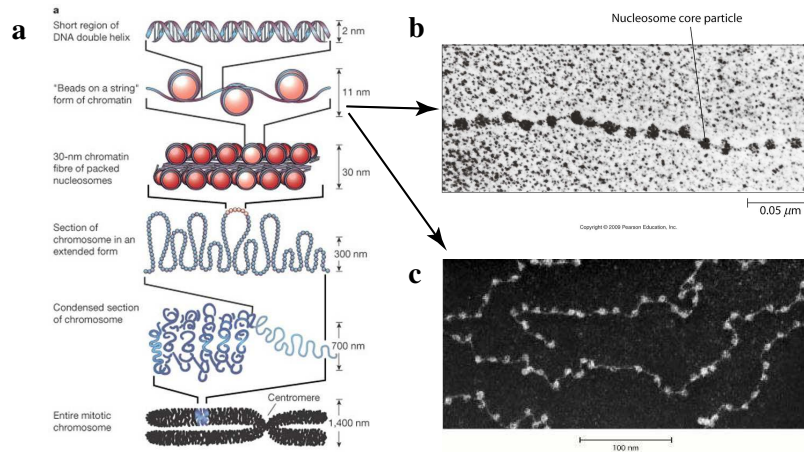 a
a
Short region of
DNA double helix
2 nm
"Beads on a string"
form of chromatin
11 nm
30-nm chromatin
fibre of packed
nucleosomes
30 nm
Section of
chromosome in an
extended form
300 nm
Condensed section
of chromosome
700 nm
Entire mitotic
chromosome
Centromere
1,400 nm
b
Nucleosome core particle
0.05 μm
Copyright © 2009 Pearson Education, Inc.
c
100 nm